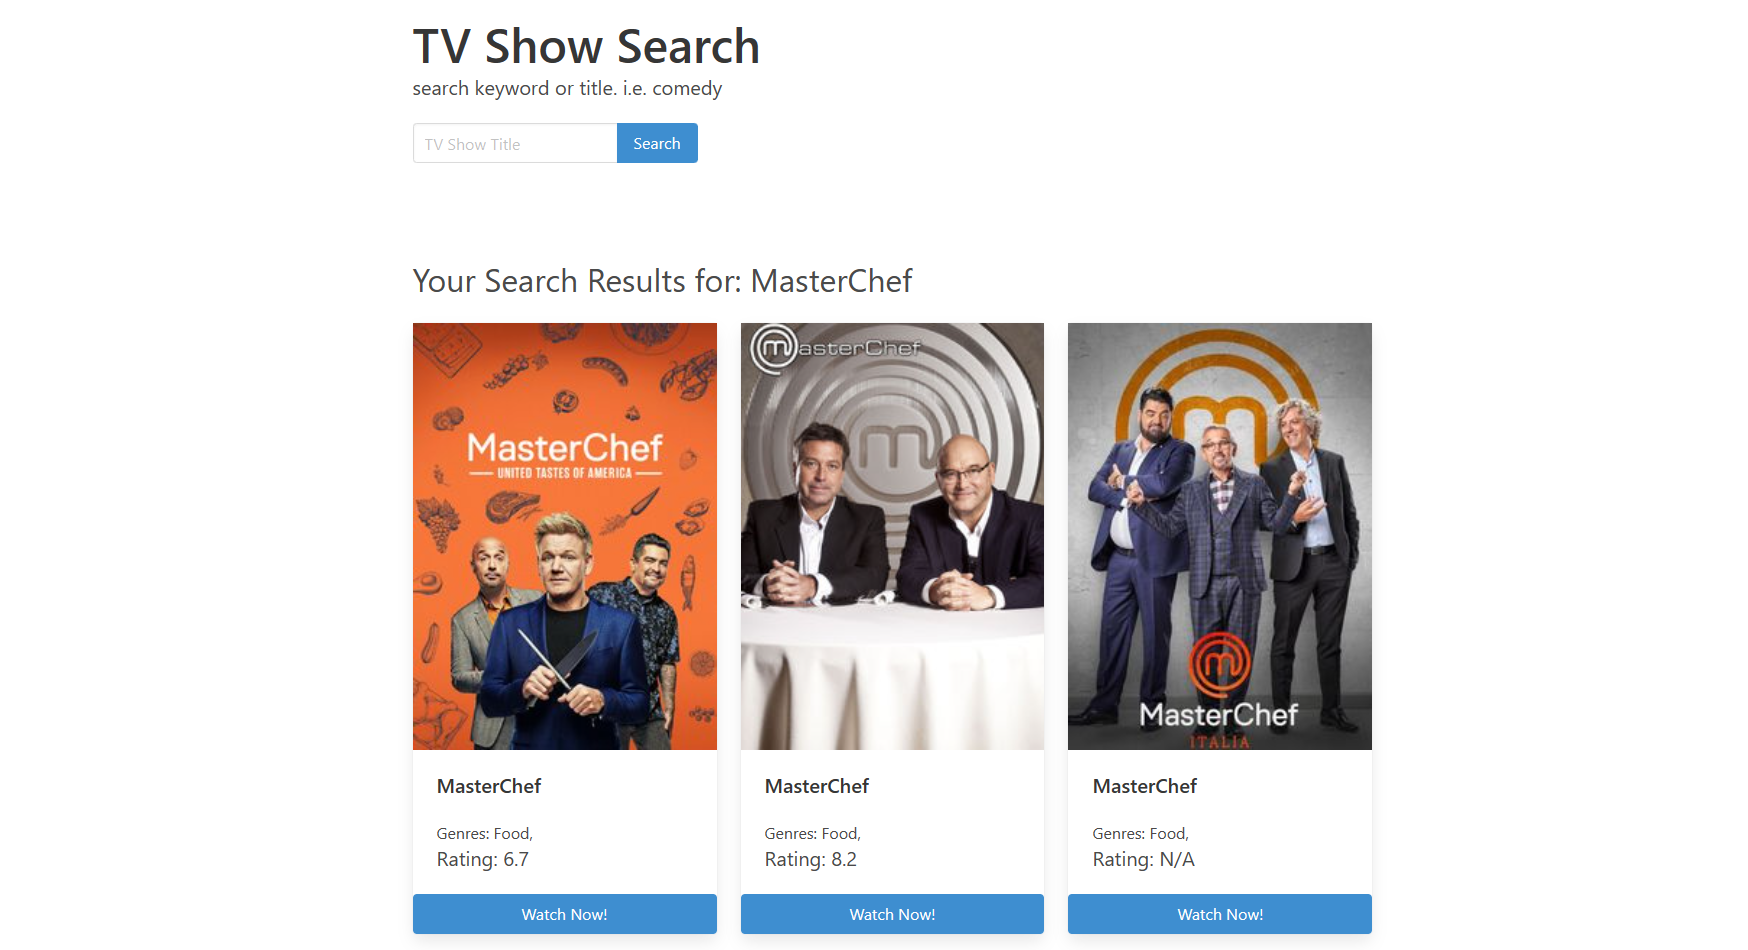 TV Show Search
search keyword or title. i.e. comedy
TV Show Title
Search
Your Search Results for: MasterChef
MasterChef
UNITED TASTES OF AMERICA
MasterChef
Genres: Food,
Rating: 6.7
Watch Now!
MasterChef
MasterChef
Genres: Food,
Rating: 8.2
Watch Now!
MasterChef
ITALIA
MasterChef
Genres: Food,
Rating: N/A
Watch Now!